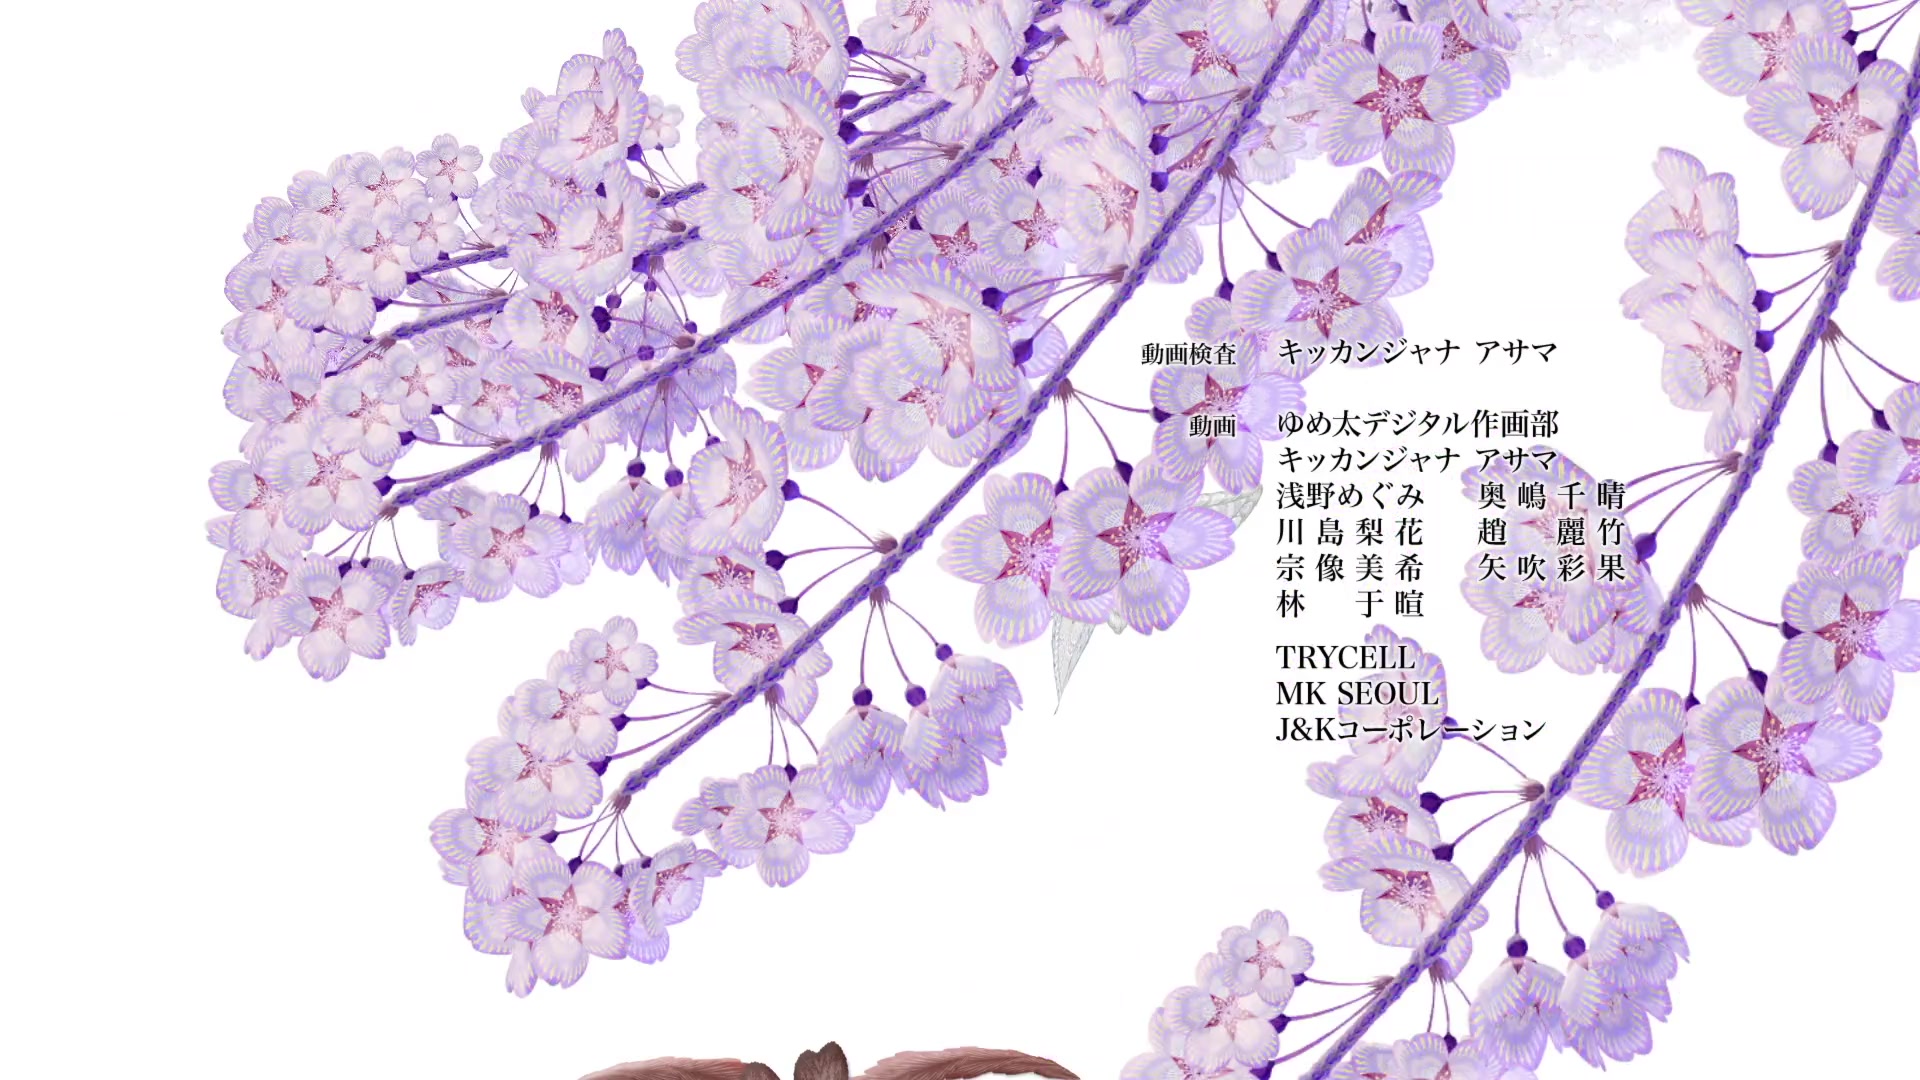 動画検査 キッカンジャナ アサマ
動画 ゆめ太デジタル作画部
キッカンジャナ アサマ
浅野めぐみ 奥嶋千晴
川島梨花 趙麗竹
宗像美希 矢吹彩果
林于暄
TRYCELL
MK SEOUL
J&Kコーポレーション